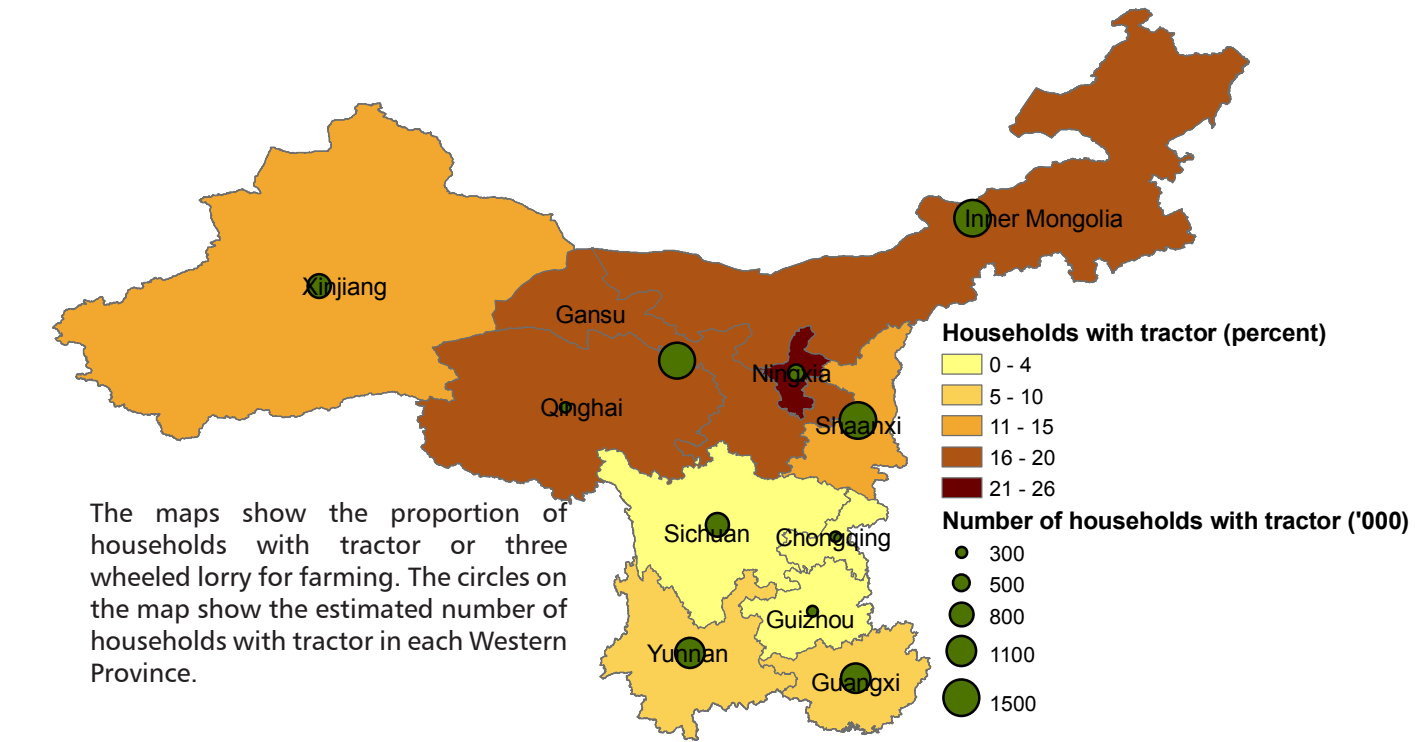 Inner Mongolia
Xinjiang
Gansu
Ningxia
Qinghai
Shaanxi
Sichuan
Chongqing
Guizhou
Yunnan
Guangxi
The maps show the proportion of
households with tractor or three
wheeled lorry for farming. The circles on
the map show the estimated number of
households with tractor in each Western
Province.
Households with tractor (percent)
0 - 4
5 - 10
11 - 15
16 - 20
21 - 26
Number of households with tractor ('000)
300
500
800
1100
1500